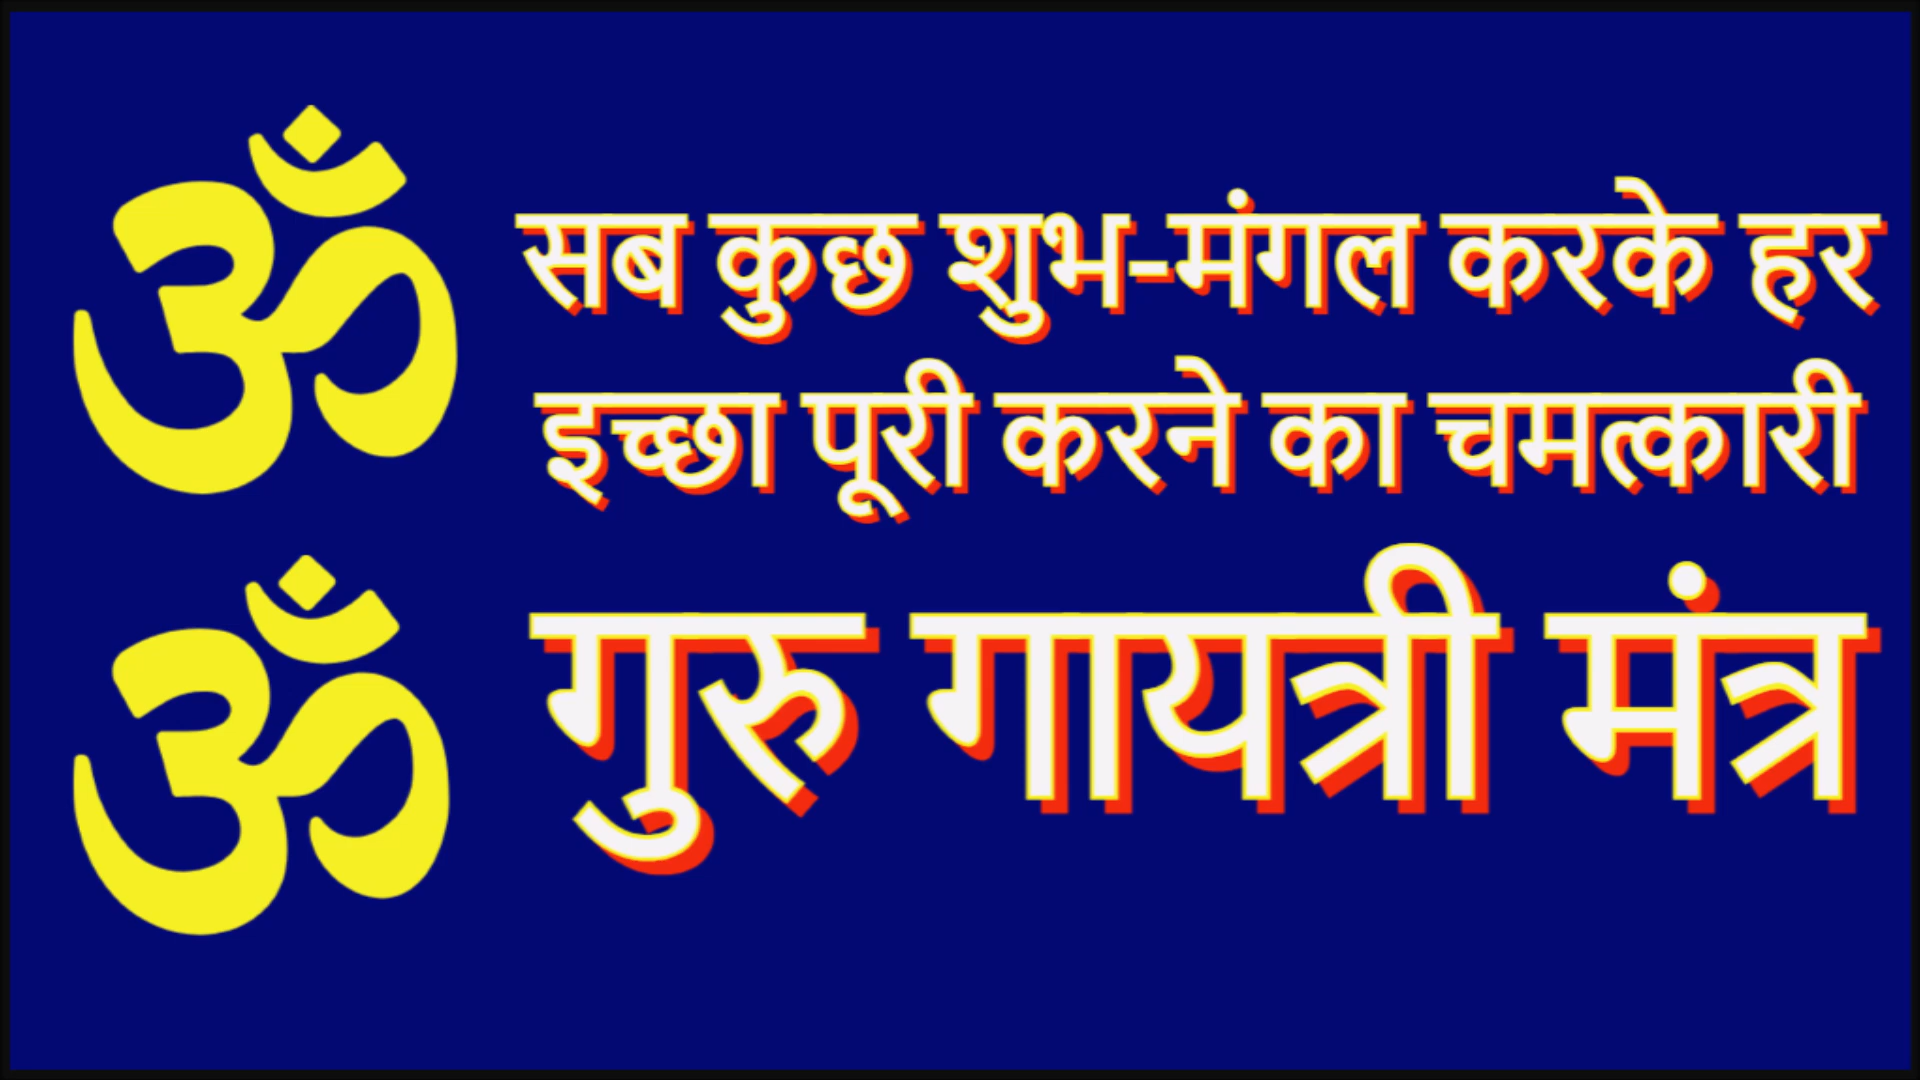 ॐ
सब कुछ शुभ-मंगल करके हर
इच्छा पूरी करने का चमत्कारी
ॐ
गुरु गायत्री मंत्र